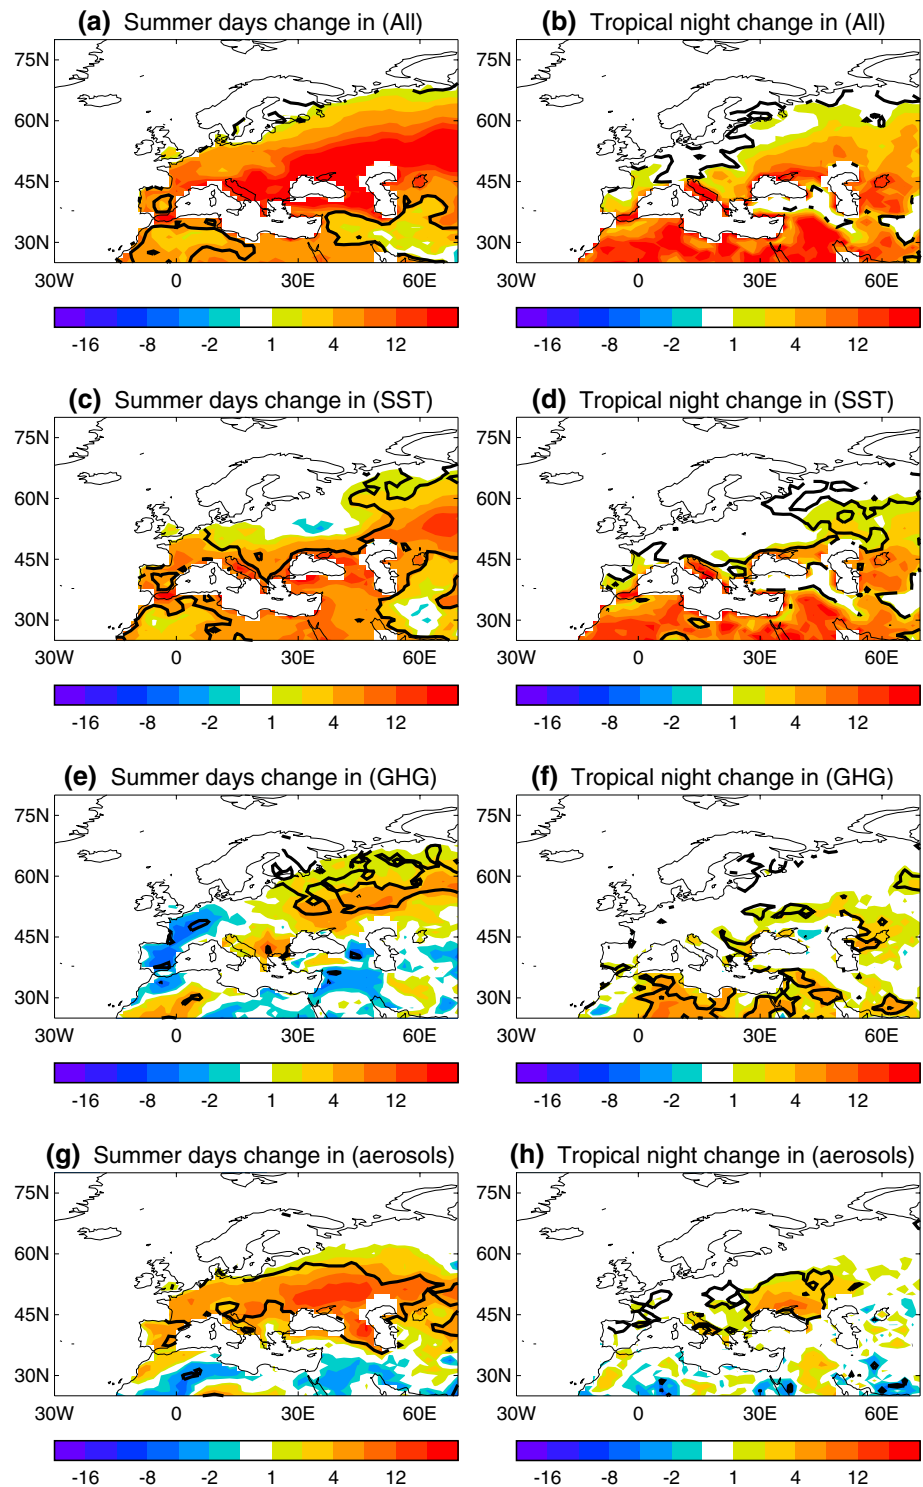 (a) Summer days change in (All)
75N
60N
45N
30N
30W 0 30E 60E
-16 -8 -2 1 4 12
(b) Tropical night change in (All)
75N
60N
45N
30N
30W 0 30E 60E
-16 -8 -2 1 4 12
(c) Summer days change in (SST)
75N
60N
45N
30N
30W 0 30E 60E
-16 -8 -2 1 4 12
(d) Tropical night change in (SST)
75N
60N
45N
30N
30W 0 30E 60E
-16 -8 -2 1 4 12
(e) Summer days change in (GHG)
75N
60N
45N
30N
30W 0 30E 60E
-16 -8 -2 1 4 12
(f) Tropical night change in (GHG)
75N
60N
45N
30N
30W 0 30E 60E
-16 -8 -2 1 4 12
(g) Summer days change in (aerosols)
75N
60N
45N
30N
30W 0 30E 60E
-16 -8 -2 1 4 12
(h) Tropical night change in (aerosols)
75N
60N
45N
30N
30W 0 30E 60E
-16 -8 -2 1 4 12